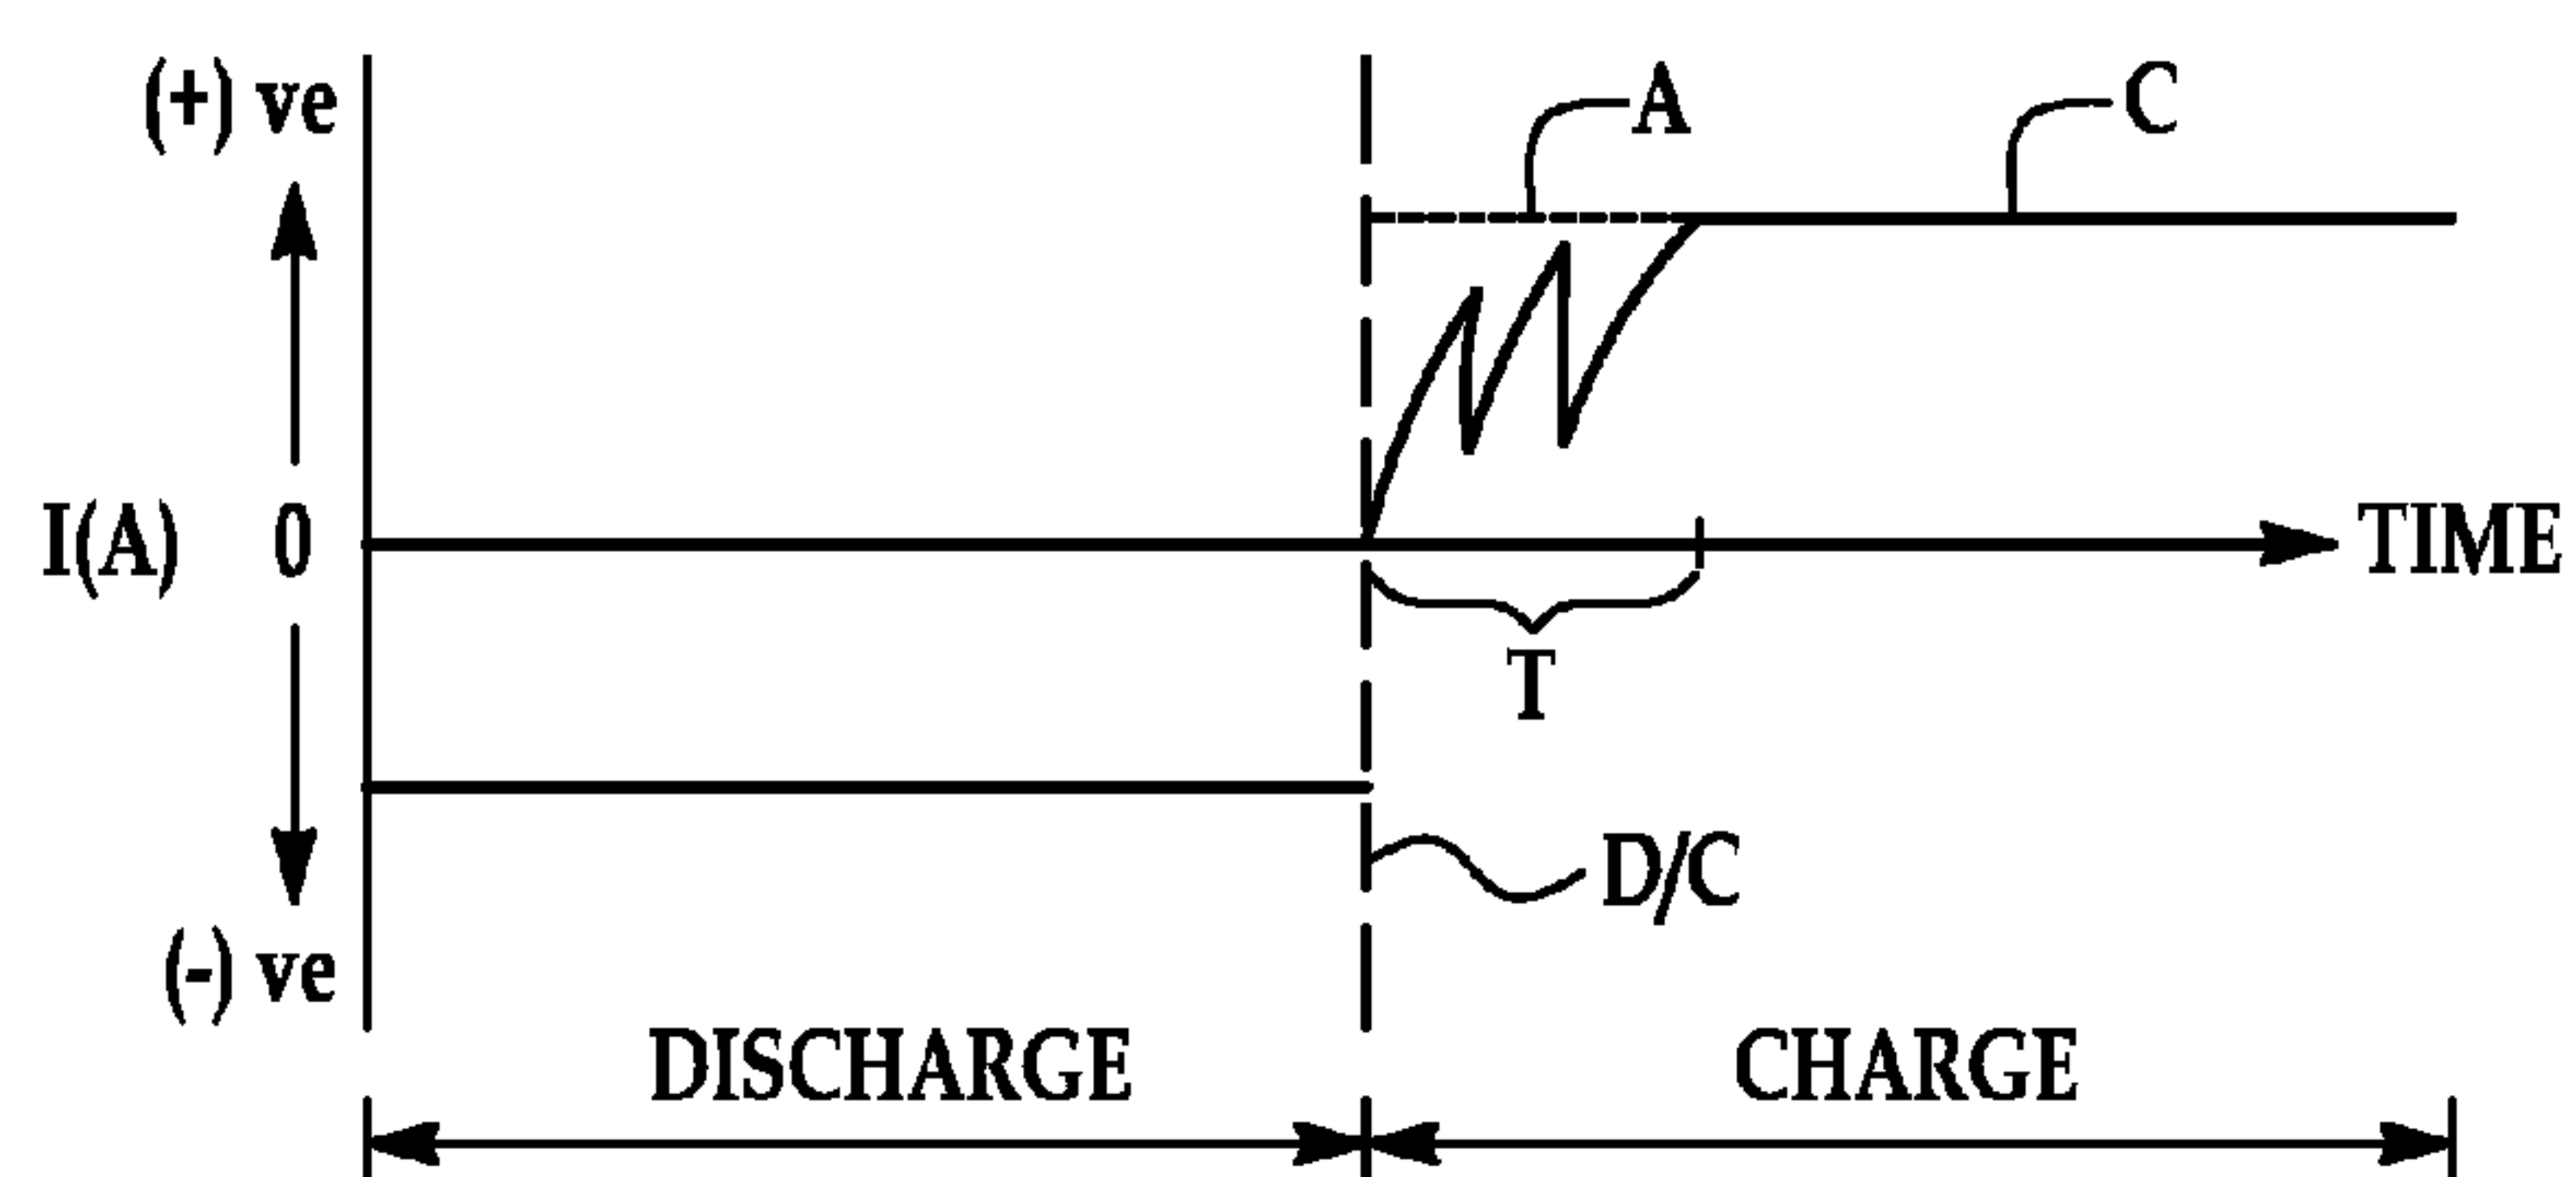 (+) ve
A
C
I(A) 0
TIME
T
D/C
(-) ve
DISCHARGE
CHARGE